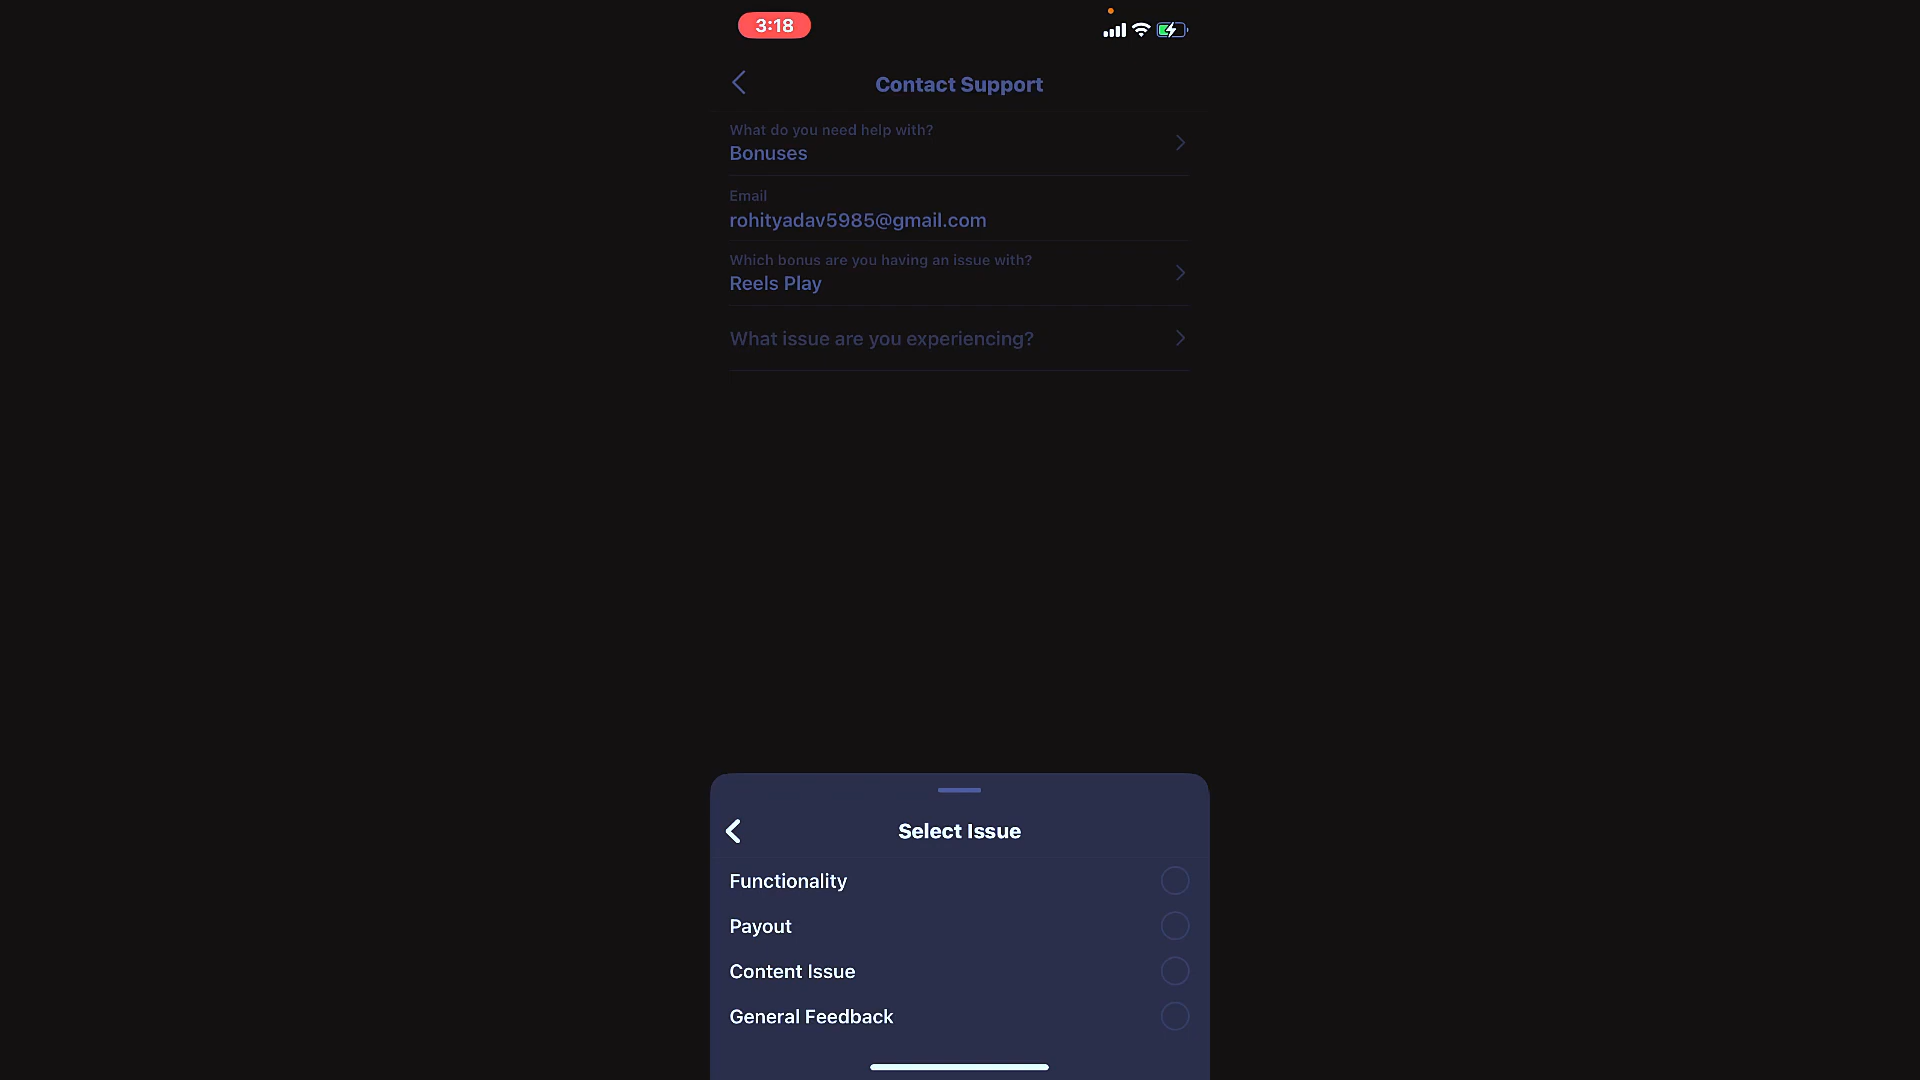 3:18
Contact Support
What do you need help with?
Bonuses
Email
rohityadav5985@gmail.com
Which bonus are you having an issue with?
Reels Play
What issue are you experiencing?
Select Issue
Functionality
Payout
Content Issue
General Feedback